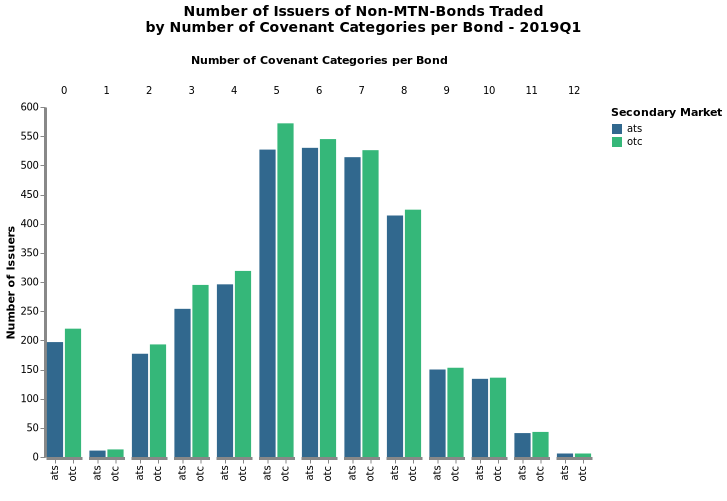 Number of Issuers of Non-MTN-Bonds Traded
by Number of Covenant Categories per Bond - 2019Q1
Number of Covenant Categories per Bond
0 1 2 3 4 5 6 7 8 9 10 11 12
Secondary Market
ats
otc
Number of Issuers
600
550
500
450
400
350
300
250
200
150
100
50
0
ats otc ats otc ats otc ats otc ats otc ats otc ats otc ats otc ats otc ats otc ats otc ats otc ats otc